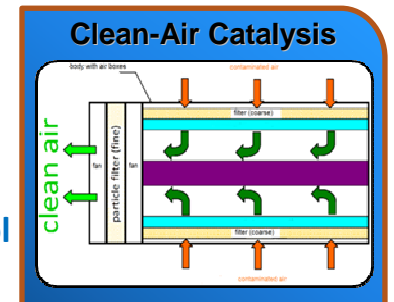 Clean-Air Catalysis
body with air boxes
contaminated air
filter (coarse)
clean air
fan
particle filter (fine)
fan
filter (coarse)
contaminated air